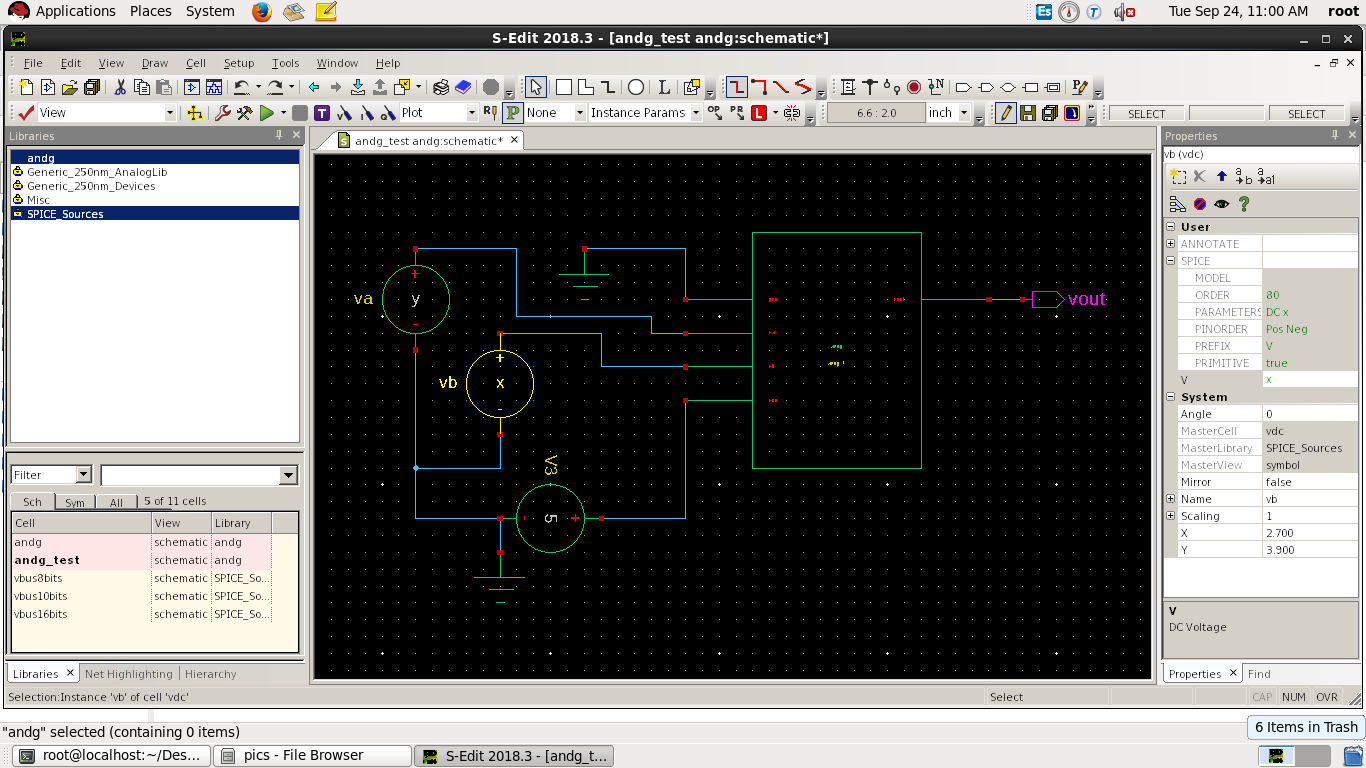 Applications Places System Es T Tue Sep 24, 11:00 AM root
S-Edit 2018.3 - [andg_test andg:schematic*]
File Edit View Draw Cell Setup Tools Window Help
View T Plot P None Instance Params L 6.6 : 2.0 inch SELECT SELECT
Libraries
andg_test andg:schematic*
Properties
andg
Generic_250nm_AnalogLib
Generic_250nm_Devices
Misc
SPICE_Sources
Filter
Sch Sym All 5 of 11 cells
Cell View Library
andg schematic andg
andg_test schematic andg
vbus8bits schematic SPICE_So...
vbus10bits schematic SPICE_So...
vbus16bits schematic SPICE_So...
Libraries Net Highlighting Hierarchy
va + y -
vb + x -
V3 - 5 +
vout
vb (vdc)
User
ANNOTATE
SPICE
MODEL
ORDER 80
PARAMETERS DC x
PINORDER Pos Neg
PREFIX V
PRIMITIVE true
V x
System
Angle 0
MasterCell vdc
MasterLibrary SPICE_Sources
MasterView symbol
Mirror false
Name vb
Scaling 1
X 2.700
Y 3.900
V
DC Voltage
Properties Find
Selection:Instance 'vb' of cell 'vdc' Select CAP NUM OVR
"andg" selected (containing 0 items)
6 Items in Trash
root@localhost:~/Des... pics - File Browser S-Edit 2018.3 - [andg_t...